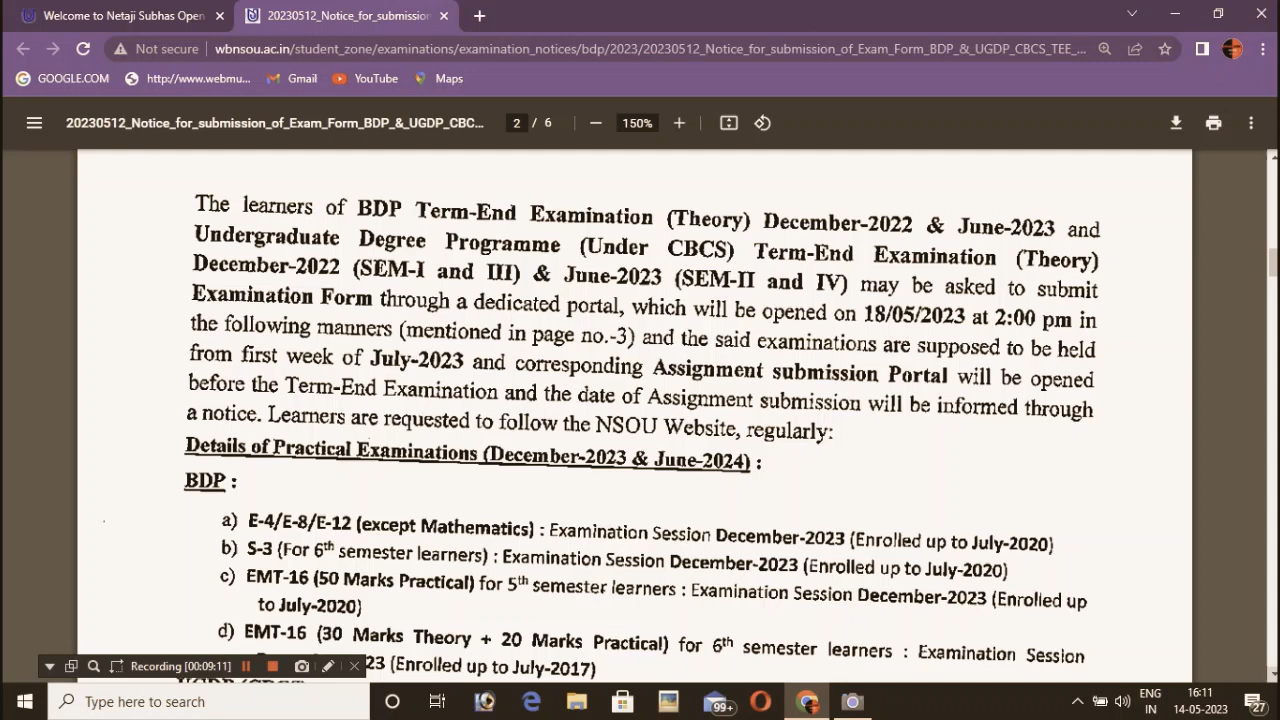 Welcome to Netaji Subhas Open
20230512_Notice_for_submission
Not secure
wbnsou.ac.in/student_zone/examinations/examination_notices/bdp/2023/20230512_Notice_for_submission_of_Exam_Form_BDP_&_UGDP_CBCS_TEE_...
GOOGLE.COM
http://www.webmu...
Gmail
YouTube
Maps
20230512_Notice_for_submission_of_Exam_Form_BDP_&_UGDP_CBC...
2 / 6
150%
The learners of BDP Term-End Examination (Theory) December-2022 & June-2023 and
Undergraduate Degree Programme (Under CBCS) Term-End Examination (Theory)
December-2022 (SEM-I and III) & June-2023 (SEM-II and IV) may be asked to submit
Examination Form through a dedicated portal, which will be opened on 18/05/2023 at 2:00 pm in
the following manners (mentioned in page no.-3) and the said examinations are supposed to be held
from first week of July-2023 and corresponding Assignment submission Portal will be opened
before the Term-End Examination and the date of Assignment submission will be informed through
a notice. Learners are requested to follow the NSOU Website, regularly:
Details of Practical Examinations (December-2023 & June-2024) :
BDP :
a) E-4/E-8/E-12 (except Mathematics) : Examination Session December-2023 (Enrolled up to July-2020)
b) S-3 (For 6th semester learners) : Examination Session December-2023 (Enrolled up to July-2020)
c) EMT-16 (50 Marks Practical) for 5th semester learners : Examination Session December-2023 (Enrolled up
to July-2020)
d) EMT-16 (30 Marks Theory + 20 Marks Practical) for 6th semester learners : Examination Session
23 (Enrolled up to July-2017)
Recording [00:09:11]
Type here to search
99+
ENG
IN
16:11
14-05-2023
27